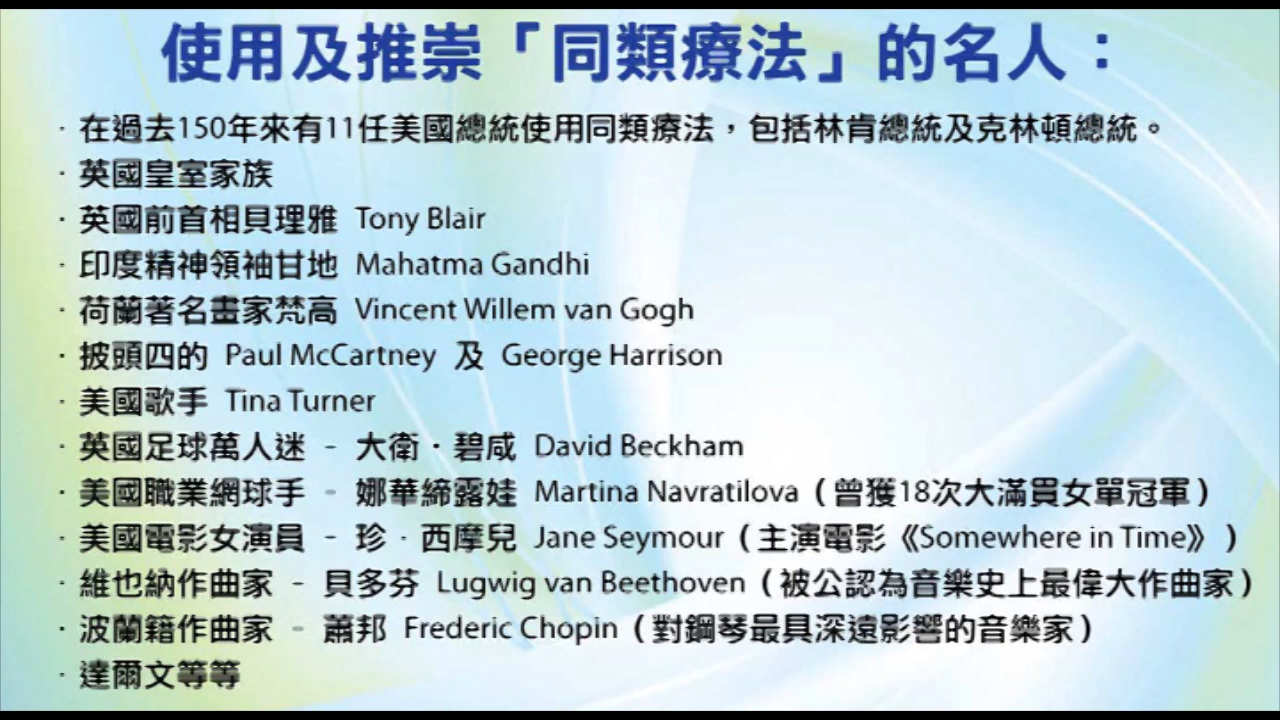 使用及推崇「同類療法」的名人：
· 在過去150年來有11任美國總統使用同類療法，包括林肯總統及克林頓總統。
· 英國皇室家族
· 英國前首相貝理雅 Tony Blair
· 印度精神領袖甘地 Mahatma Gandhi
· 荷蘭著名畫家梵高 Vincent Willem van Gogh
· 披頭四的 Paul McCartney 及 George Harrison
· 美國歌手 Tina Turner
· 英國足球萬人迷 - 大衛·碧咸 David Beckham
· 美國職業網球手 - 娜華締露娃 Martina Navratilova（曾獲18次大滿買女單冠軍）
· 美國電影女演員 - 珍·西摩兒 Jane Seymour（主演電影《Somewhere in Time》）
· 維也納作曲家 - 貝多芬 Lugwig van Beethoven（被公認為音樂史上最偉大作曲家）
· 波蘭籍作曲家 - 蕭邦 Frederic Chopin（對鋼琴最具深遠影響的音樂家）
· 達爾文等等